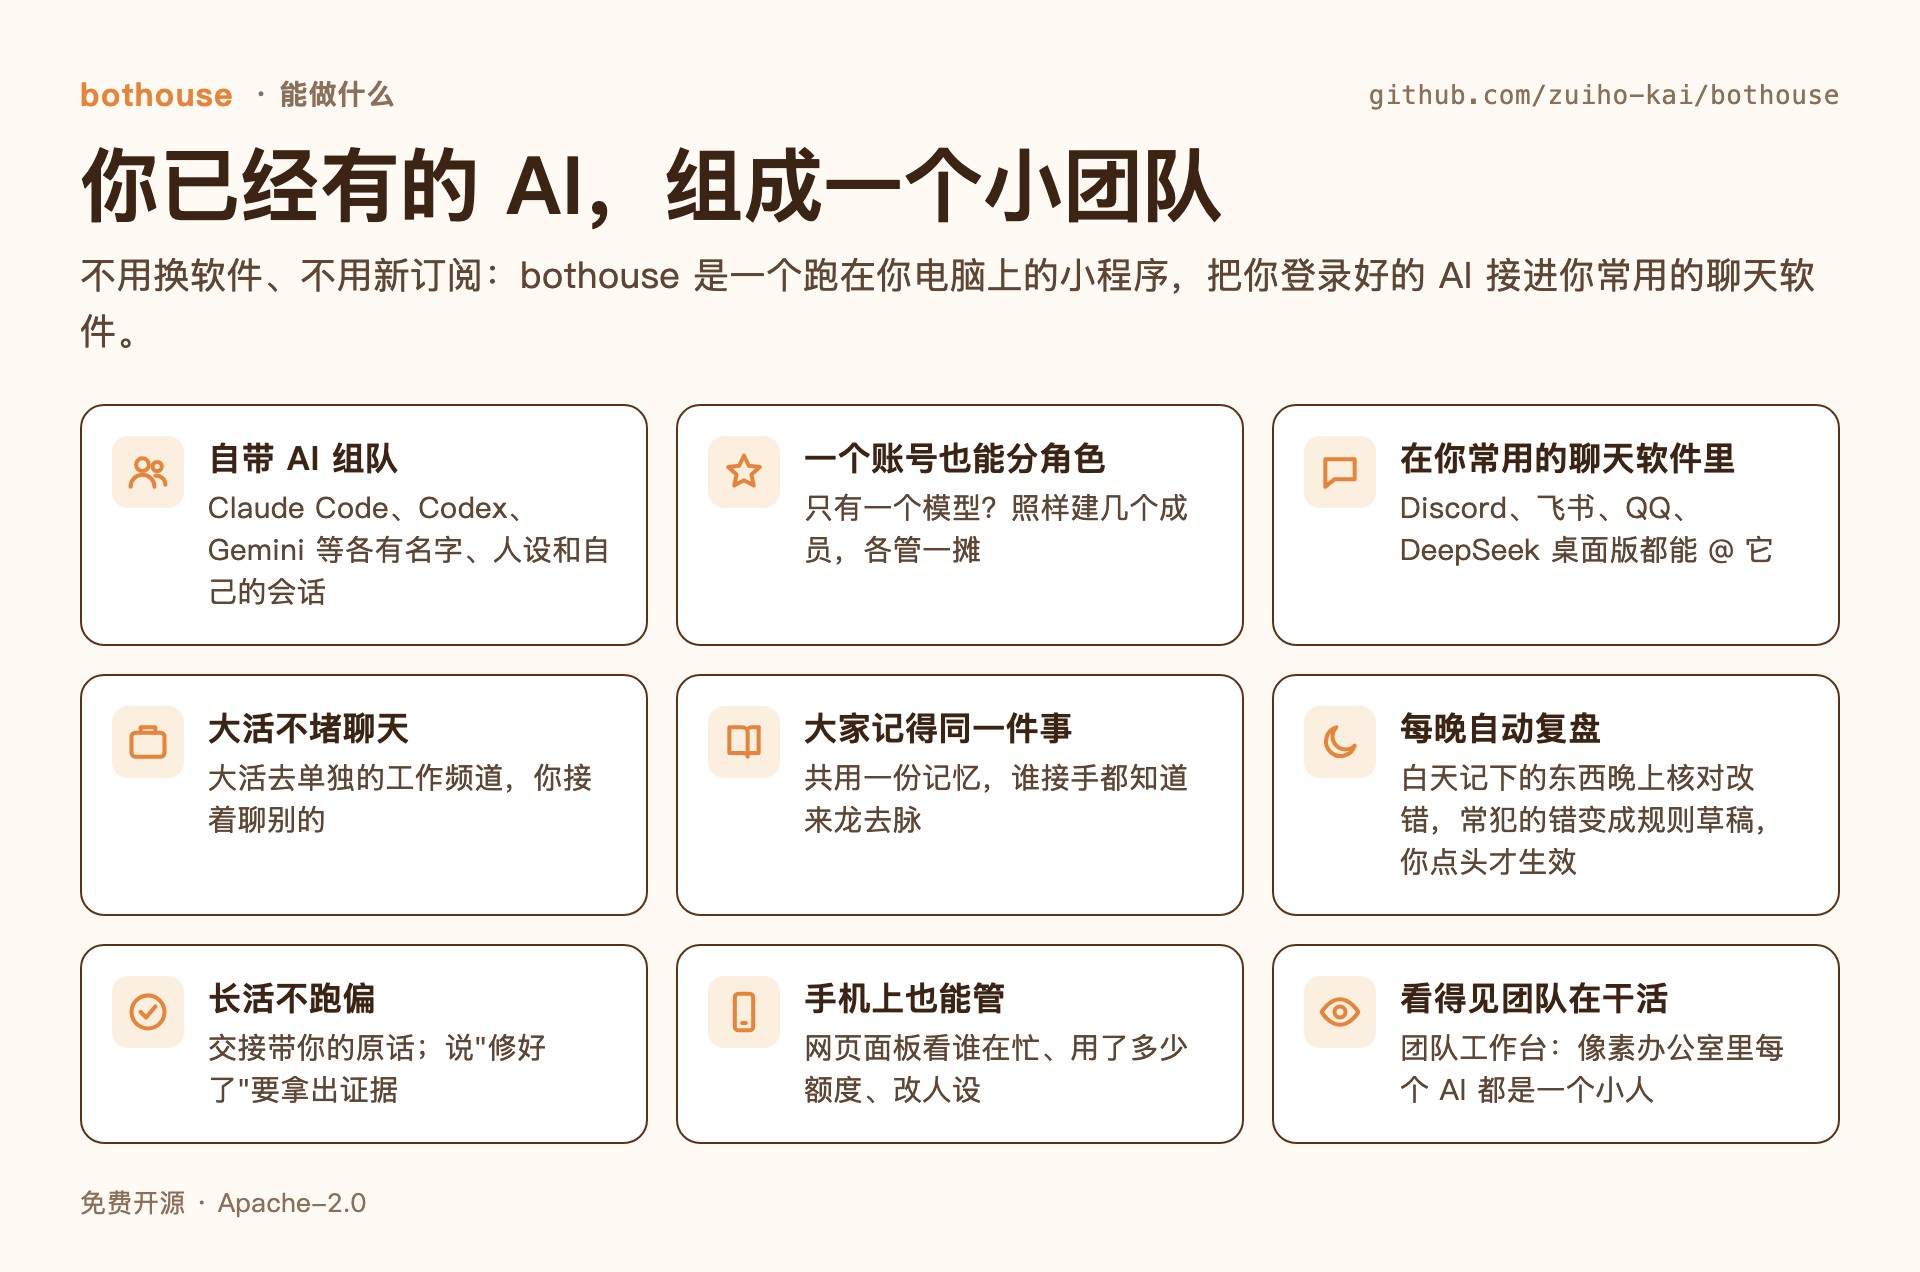 bothouse · 能做什么
github.com/zuiho-kai/bothouse
你已经有的 AI，组成一个小团队
不用换软件、不用新订阅：bothouse 是一个跑在你电脑上的小程序，把你登录好的 AI 接进你常用的聊天软
件。
自带 AI 组队
Claude Code、Codex、
Gemini 等各有名字、人设和自
己的会话
一个账号也能分角色
只有一个模型？照样建几个成
员，各管一摊
在你常用的聊天软件里
Discord、飞书、QQ、
DeepSeek 桌面版都能 @ 它
大活不堵聊天
大活去单独的工作频道，你接
着聊别的
大家记得同一件事
共用一份记忆，谁接手都知道
来龙去脉
每晚自动复盘
白天记下的东西晚上核对改
错，常犯的错变成规则草稿，
你点头才生效
长活不跑偏
交接带你的原话；说"修好
了"要拿出证据
手机上也能管
网页面板看谁在忙、用了多少
额度、改人设
看得见团队在干活
团队工作台：像素办公室里每
个 AI 都是一个小人
免费开源 · Apache-2.0